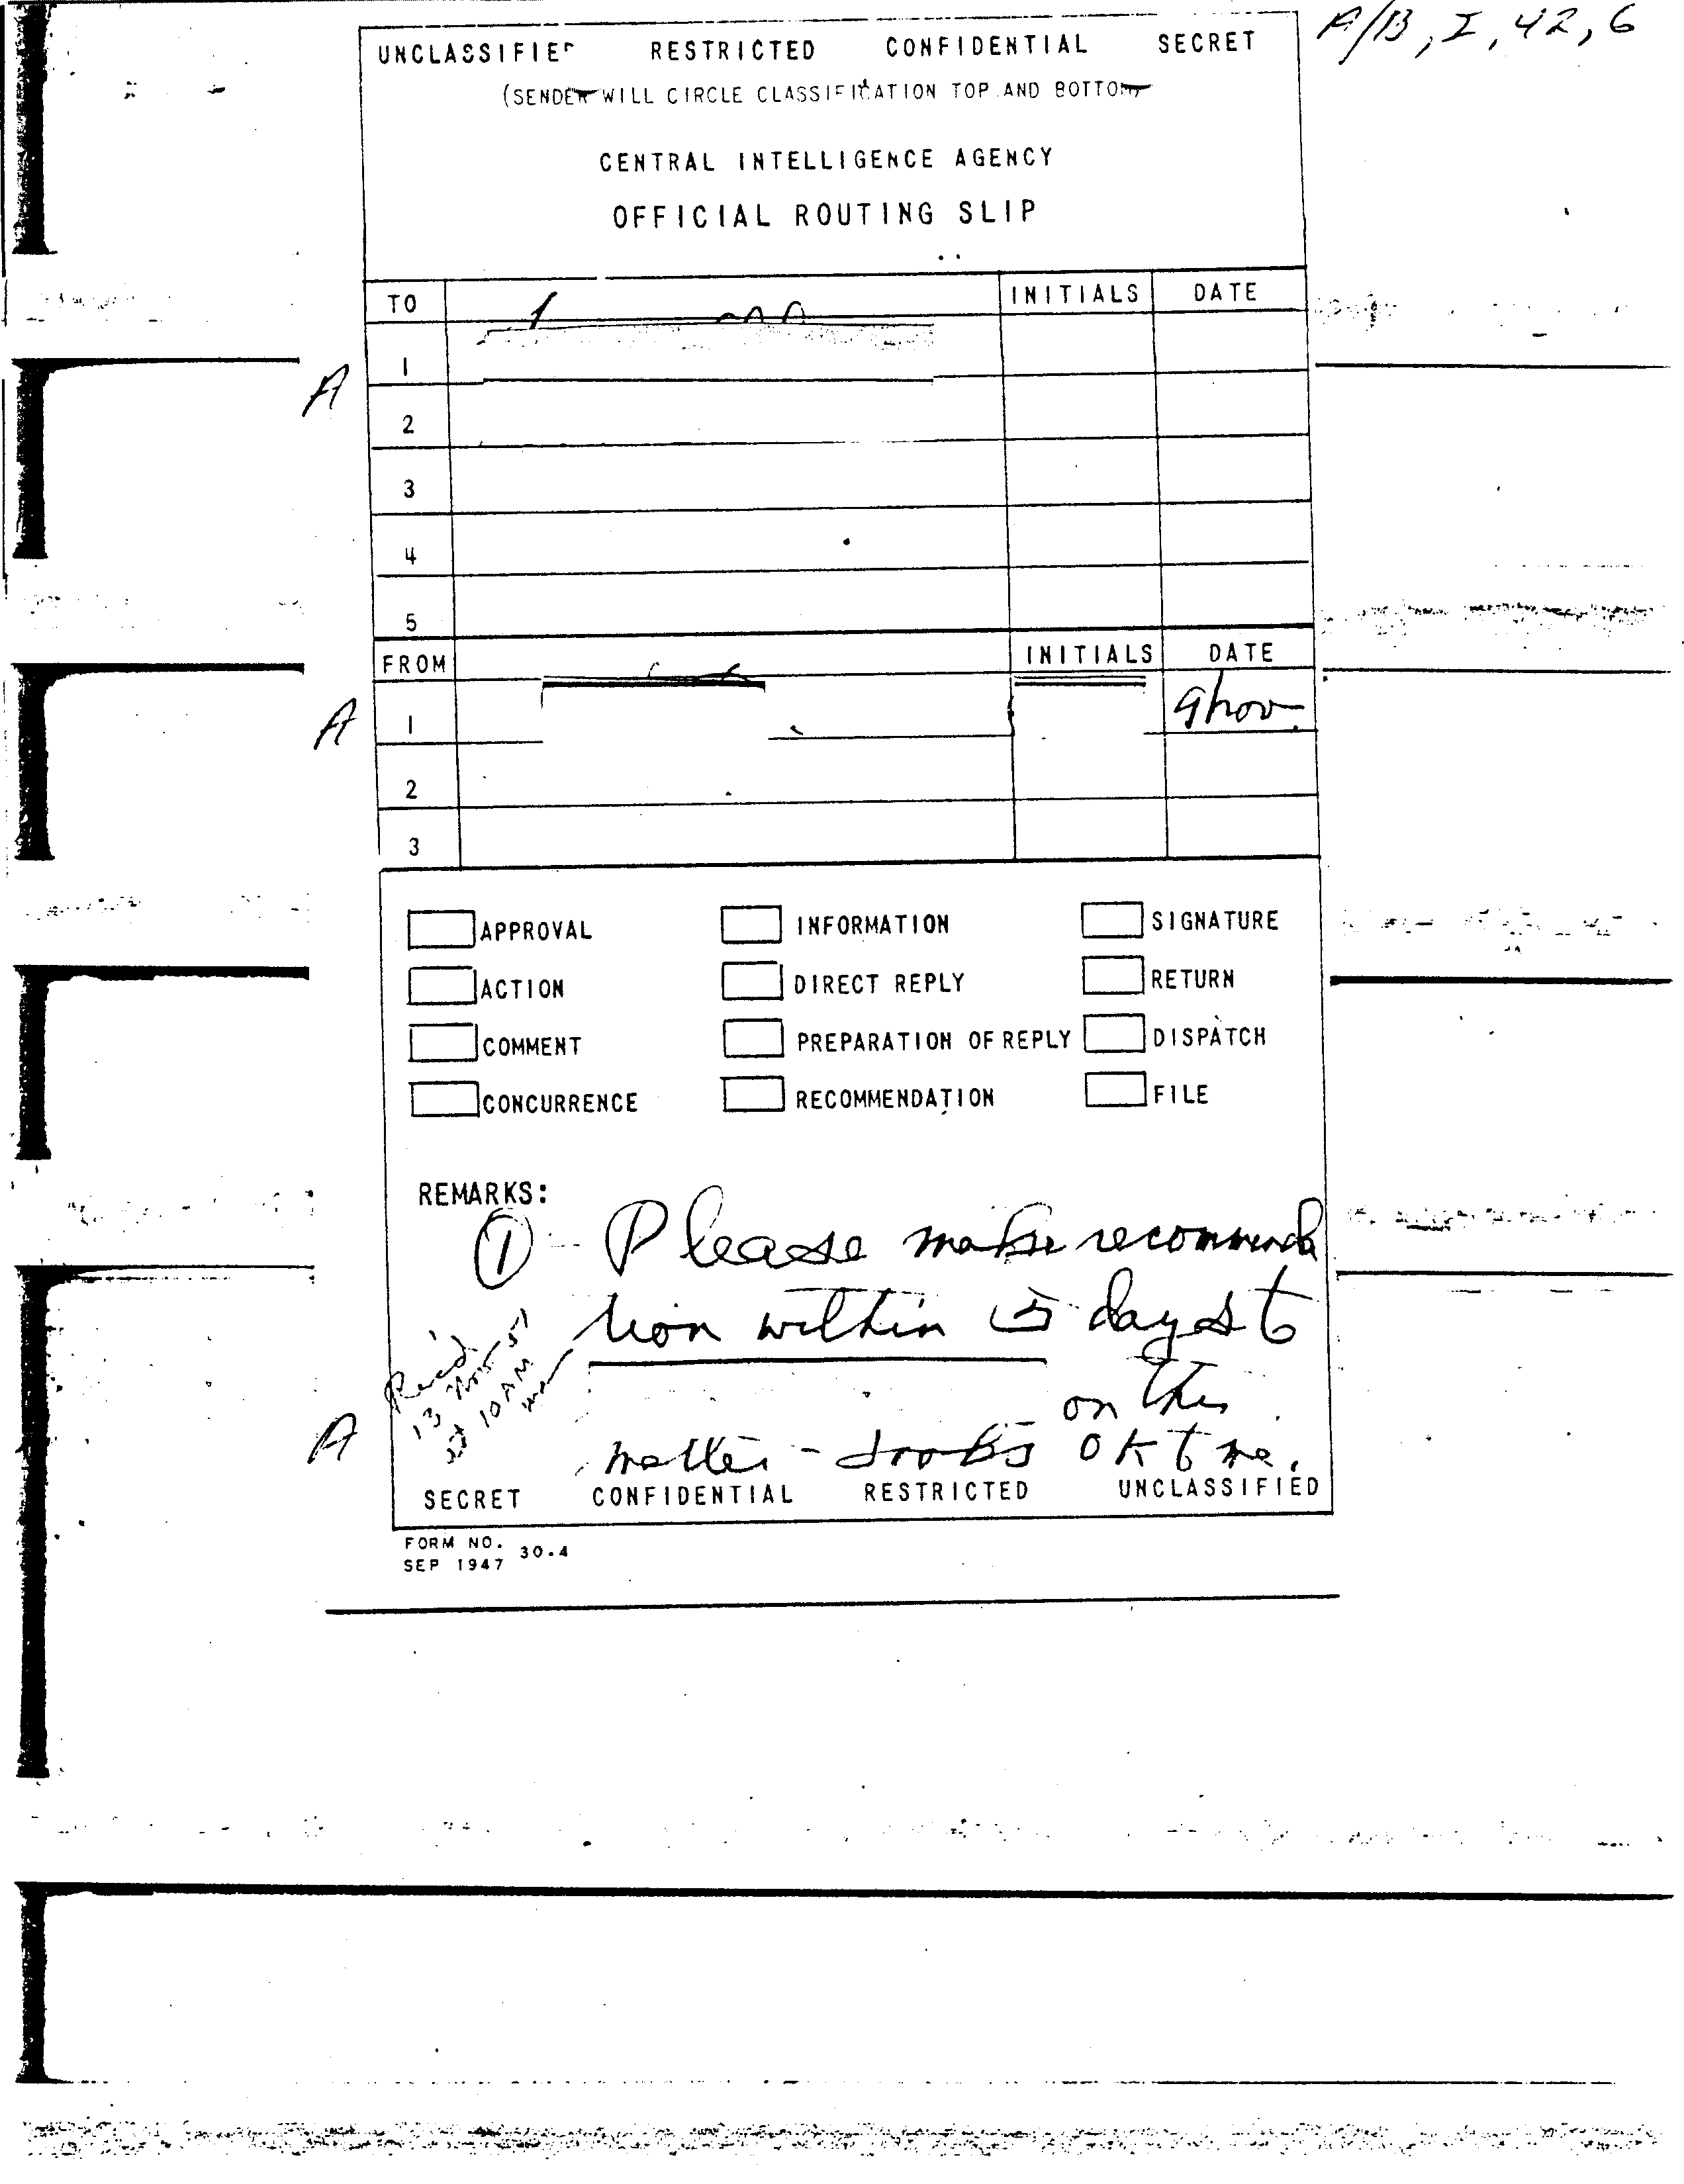 A/B, I, 42, 6
UNCLASSIFIED RESTRICTED CONFIDENTIAL SECRET
(SENDER WILL CIRCLE CLASSIFICATION TOP AND BOTTOM)
CENTRAL INTELLIGENCE AGENCY
OFFICIAL ROUTING SLIP
TO INITIALS DATE
1
A
2
3
4
5
FROM INITIALS DATE
A 1 9 Nov.
2
3
APPROVAL INFORMATION SIGNATURE
ACTION DIRECT REPLY RETURN
COMMENT PREPARATION OF REPLY DISPATCH
CONCURRENCE RECOMMENDATION FILE
REMARKS:
1 - Please make recommenda
tion within 5 days to
on this
matter - looks OK to me.
Rec'd
13 Nov 51
at 10 AM
A
SECRET CONFIDENTIAL RESTRICTED UNCLASSIFIED
FORM NO. 30.4
SEP 1947